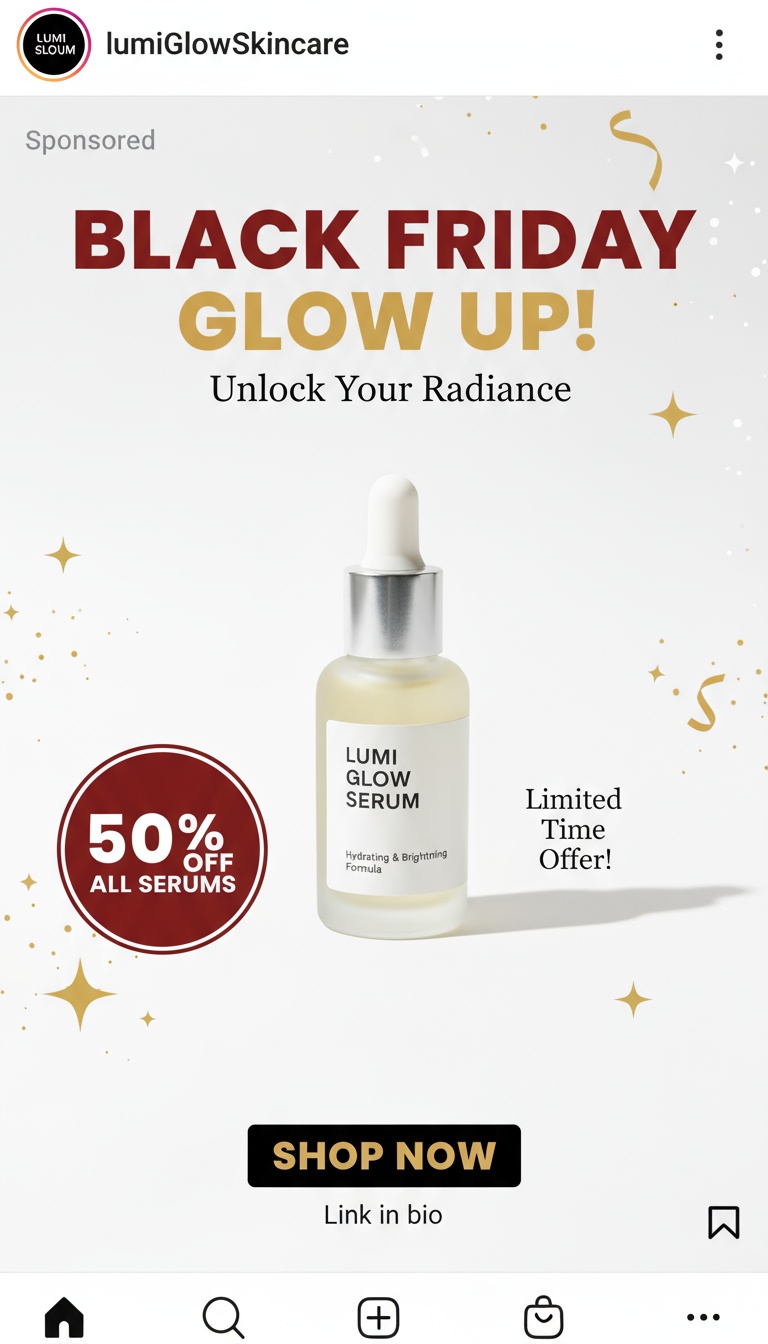 LUMI
SLOUM
lumiGlowSkincare
Sponsored
BLACK FRIDAY
GLOW UP!
Unlock Your Radiance
LUMI
GLOW
SERUM
Hydrating & Brightning
Formula
50%
OFF
ALL SERUMS
Limited
Time
Offer!
SHOP NOW
Link in bio